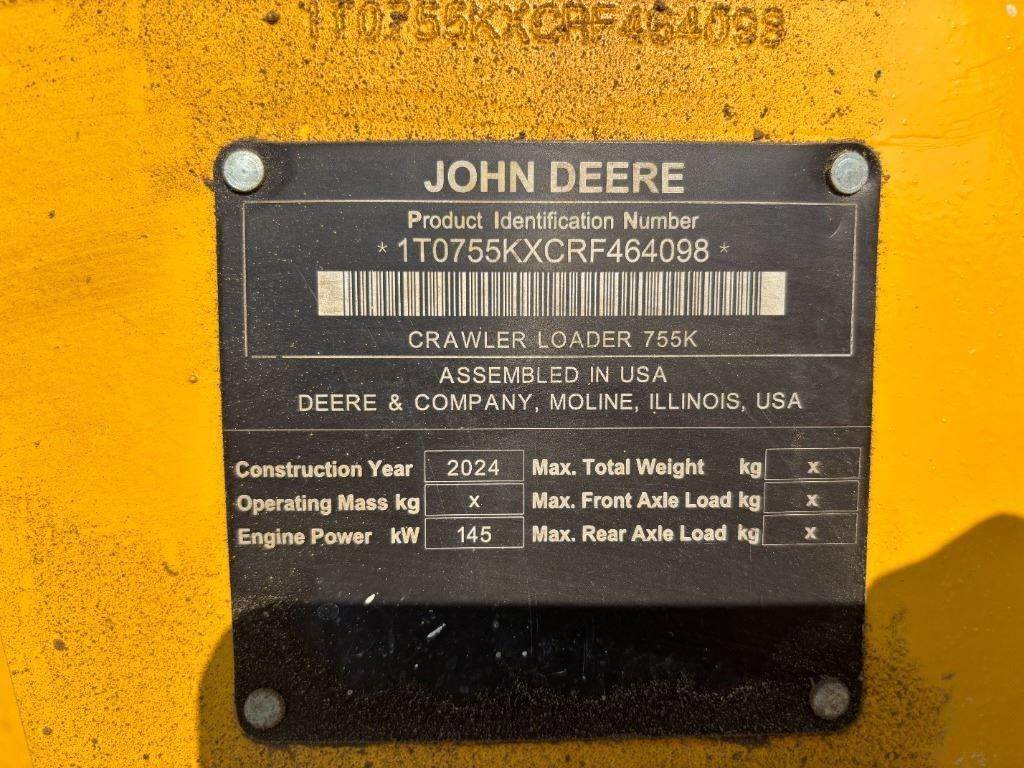 1T0755KXCRF464098
JOHN DEERE
Product Identification Number
* 1T0755KXCRF464098 *
CRAWLER LOADER 755K
ASSEMBLED IN USA
DEERE & COMPANY, MOLINE, ILLINOIS, USA
Construction Year 2024 Max. Total Weight kg x
Operating Mass kg x Max. Front Axle Load kg x
Engine Power kW 145 Max. Rear Axle Load kg x